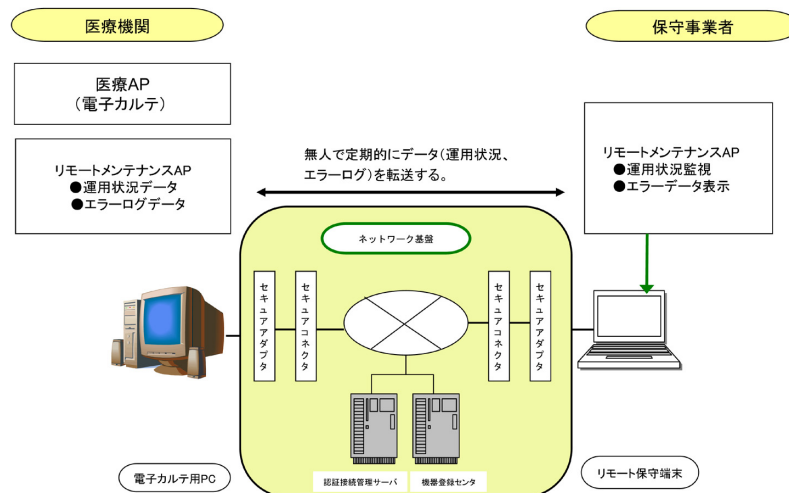 医療機関
保守事業者
医療AP
（電子カルテ）
リモートメンテナンスAP
●運用状況データ
●エラーログデータ
無人で定期的にデータ（運用状況、
エラーログ）を転送する。
リモートメンテナンスAP
●運用状況監視
●エラーデータ表示
ネットワーク基盤
セキュアアダプタ
セキュアコネクタ
セキュアコネクタ
セキュアアダプタ
電子カルテ用PC
認証接続管理サーバ
機器登録センタ
リモート保守端末